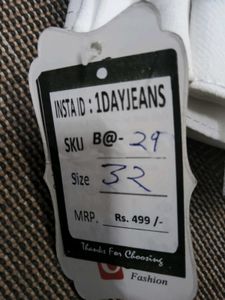 INSTA ID : 1DAYJEANS
SKU B@- 29
Size 32
MRP. Rs. 499 /-
Thanks For Choosing
Fashion